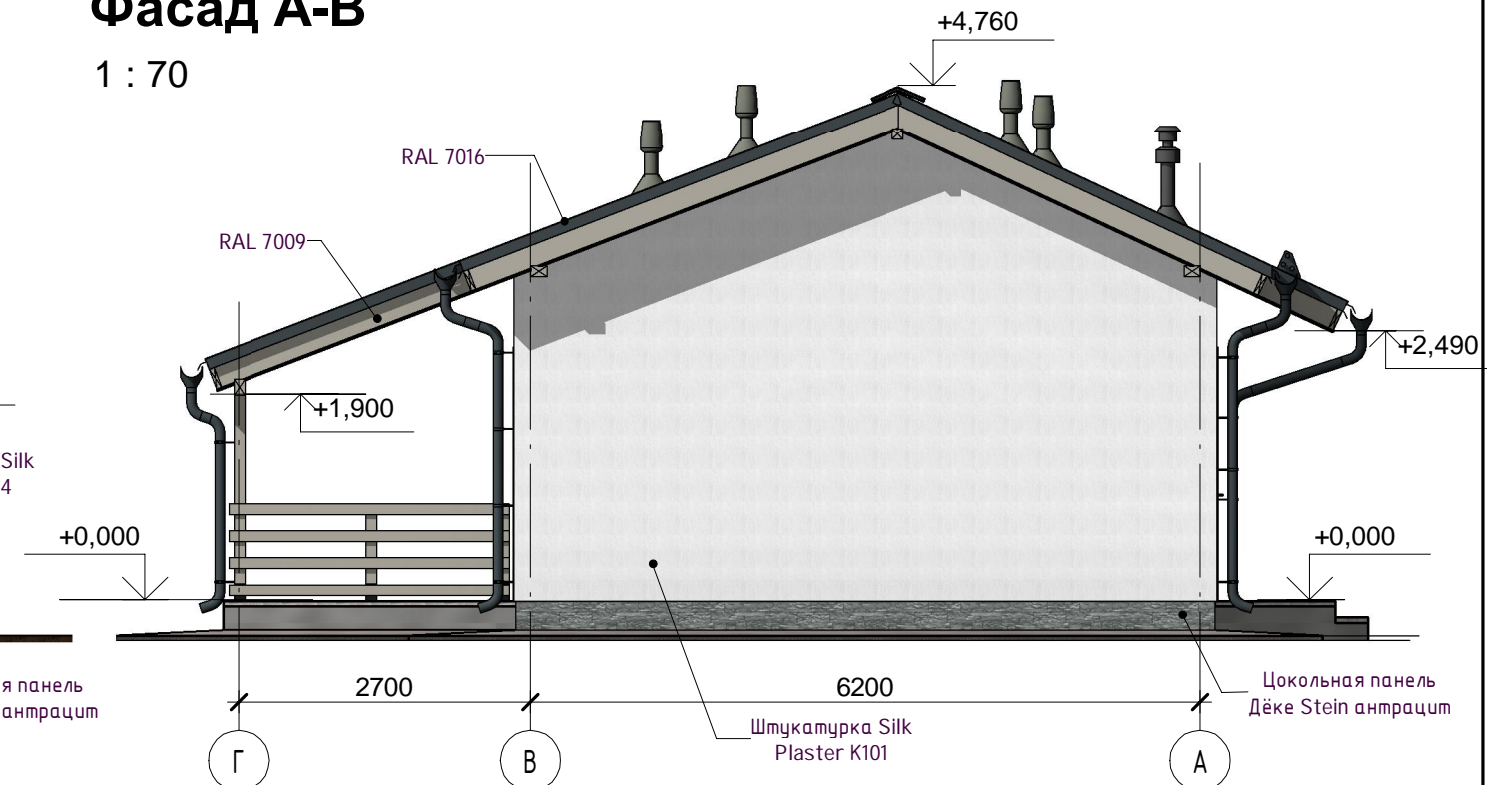 Фасад А-В
1 : 70
+4,760
RAL 7016
RAL 7009
+2,490
+1,900
Silk
4
+0,000
+0,000
я панель
антрацит
2700
6200
Цокольная панель
Дёке Stein антрацит
Штукатурка Silk
Plaster K101
Г
В
А